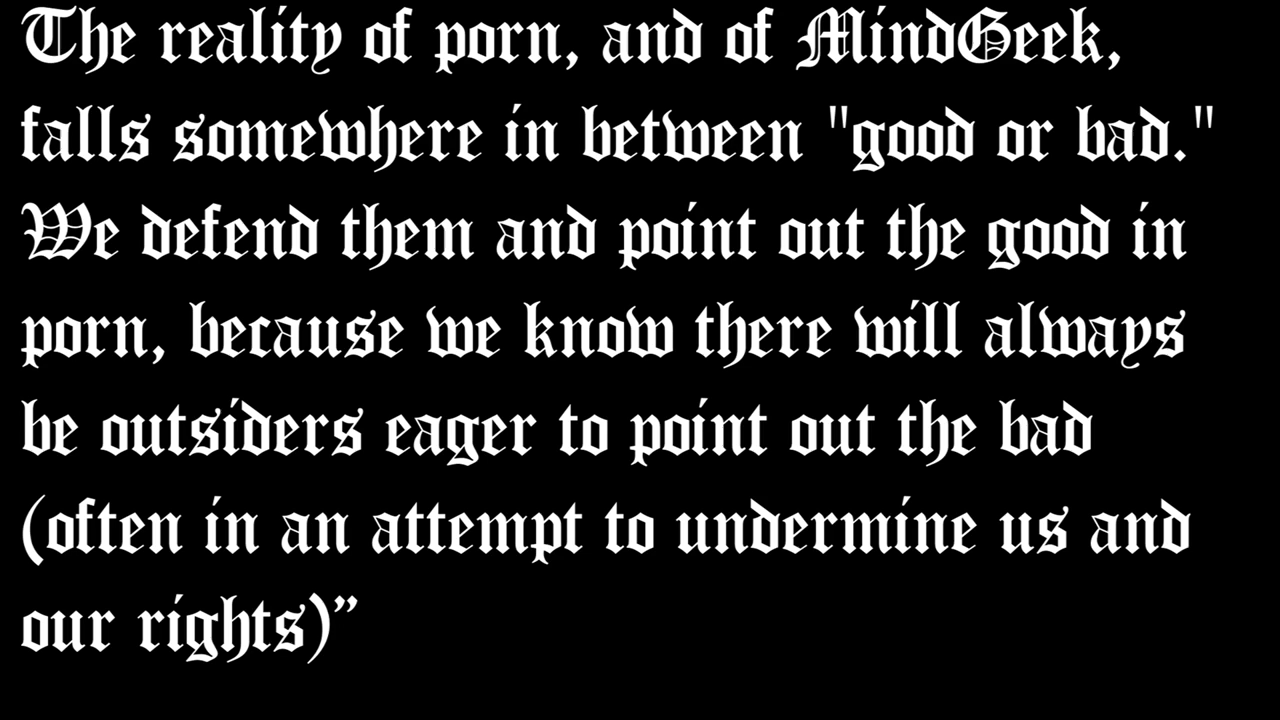 The reality of porn, and of MindGeek,
falls somewhere in between "good or bad."
We defend them and point out the good in
porn, because we know there will always
be outsiders eager to point out the bad
(often in an attempt to undermine us and
our rights)”